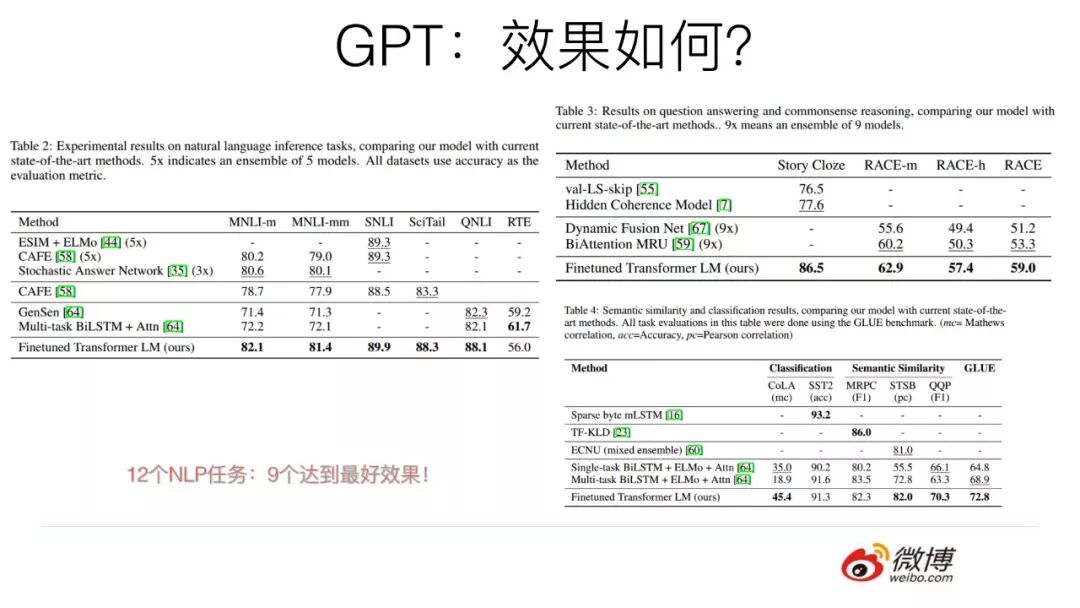 GPT：效果如何？
Table 2: Experimental results on natural language inference tasks, comparing our model with current
state-of-the-art methods. 5x indicates an ensemble of 5 models. All datasets use accuracy as the
evaluation metric.
Method MNLI-m MNLI-mm SNLI SciTail QNLI RTE
ESIM + ELMo [44] (5x) - - 89.3 - - -
CAFE [58] (5x) 80.2 79.0 89.3 - - -
Stochastic Answer Network [35] (3x) 80.6 80.1 - - - -
CAFE [58] 78.7 77.9 88.5 83.3
GenSen [64] 71.4 71.3 - - 82.3 59.2
Multi-task BiLSTM + Attn [64] 72.2 72.1 - - 82.1 61.7
Finetuned Transformer LM (ours) 82.1 81.4 89.9 88.3 88.1 56.0
12个NLP任务：9个达到最好效果！
Table 3: Results on question answering and commonsense reasoning, comparing our model with
current state-of-the-art methods.. 9x means an ensemble of 9 models.
Method Story Cloze RACE-m RACE-h RACE
val-LS-skip [55] 76.5 - - -
Hidden Coherence Model [7] 77.6 - - -
Dynamic Fusion Net [67] (9x) - 55.6 49.4 51.2
BiAttention MRU [59] (9x) - 60.2 50.3 53.3
Finetuned Transformer LM (ours) 86.5 62.9 57.4 59.0
Table 4: Semantic similarity and classification results, comparing our model with current state-of-the-
art methods. All task evaluations in this table were done using the GLUE benchmark. (mc= Mathews
correlation, acc=Accuracy, pc=Pearson correlation)
Method Classification Semantic Similarity GLUE
CoLA SST2 MRPC STSB QQP
(mc) (acc) (F1) (pc) (F1)
Sparse byte mLSTM [16] - 93.2 - - - -
TF-KLD [23] - - 86.0 - - -
ECNU (mixed ensemble) [60] - - - 81.0 - -
Single-task BiLSTM + ELMo + Attn [64] 35.0 90.2 80.2 55.5 66.1 64.8
Multi-task BiLSTM + ELMo + Attn [64] 18.9 91.6 83.5 72.8 63.3 68.9
Finetuned Transformer LM (ours) 45.4 91.3 82.3 82.0 70.3 72.8
微博
weibo.com